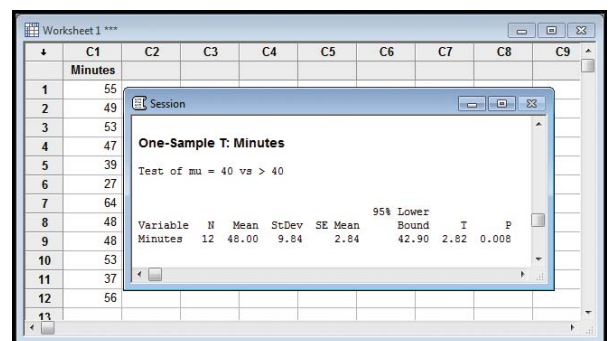 Worksheet 1 ***
↓ C1 C2 C3 C4 C5 C6 C7 C8 C9
Minutes
1 55
2 49
3 53
4 47
5 39
6 27
7 64
8 48
9 48
10 53
11 37
12 56
13
Session
One-Sample T: Minutes
Test of mu = 40 vs > 40
95% Lower
Variable N Mean StDev SE Mean Bound T P
Minutes 12 48.00 9.84 2.84 42.90 2.82 0.008